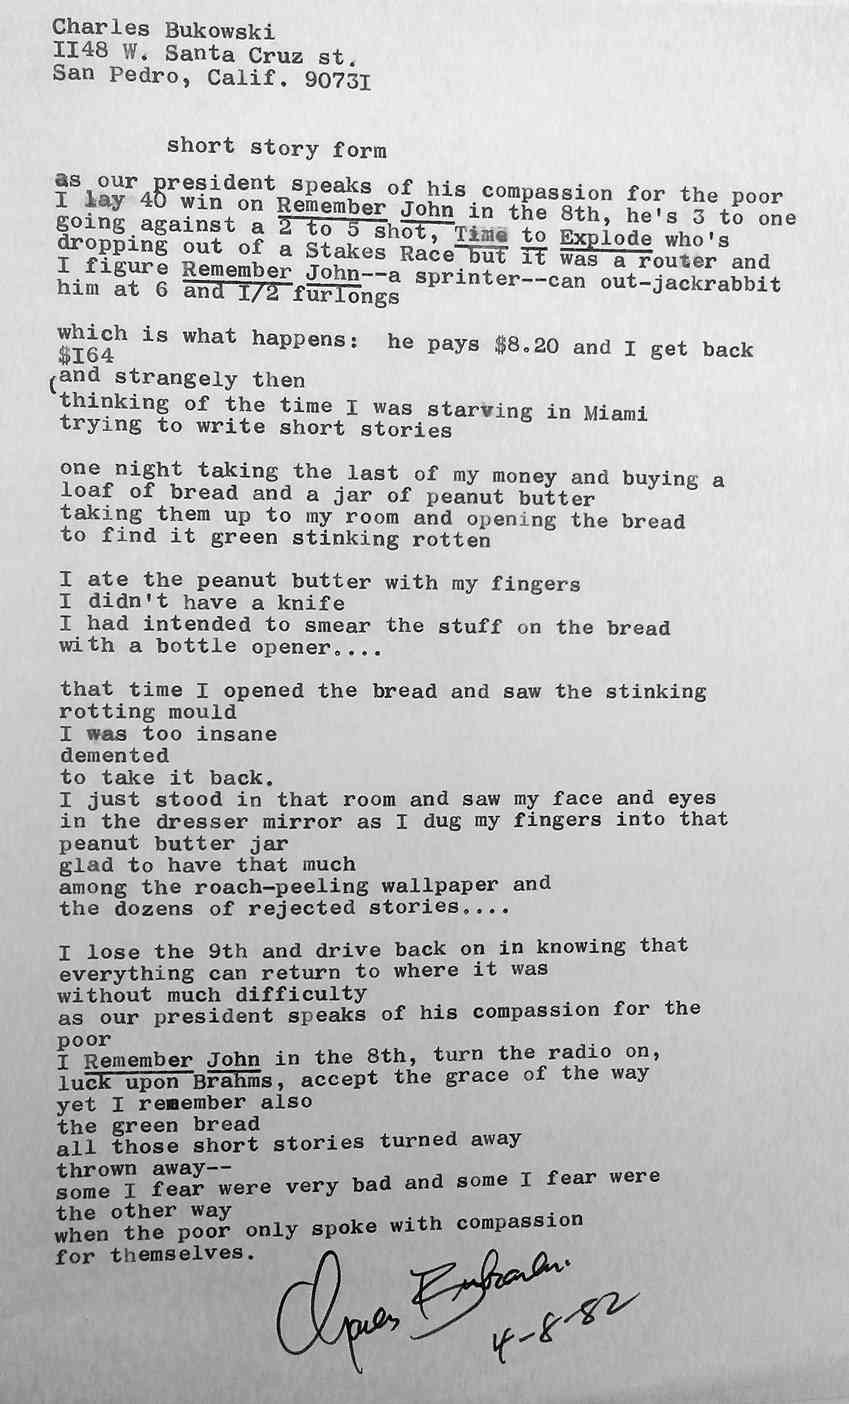 Charles Bukowski
II48 W. Santa Cruz st.
San Pedro, Calif. 9073I
short story form
as our president speaks of his compassion for the poor
I lay 40 win on Remember John in the 8th, he's 3 to one
going against a 2 to 5 shot, Time to Explode who's
dropping out of a Stakes Race but it was a router and
I figure Remember John--a sprinter--can out-jackrabbit
him at 6 and I/2 furlongs
which is what happens: he pays $8.20 and I get back
$I64
(and strangely then
thinking of the time I was starving in Miami
trying to write short stories
one night taking the last of my money and buying a
loaf of bread and a jar of peanut butter
taking them up to my room and opening the bread
to find it green stinking rotten
I ate the peanut butter with my fingers
I didn't have a knife
I had intended to smear the stuff on the bread
with a bottle opener....
that time I opened the bread and saw the stinking
rotting mould
I was too insane
demented
to take it back.
I just stood in that room and saw my face and eyes
in the dresser mirror as I dug my fingers into that
peanut butter jar
glad to have that much
among the roach-peeling wallpaper and
the dozens of rejected stories....
I lose the 9th and drive back on in knowing that
everything can return to where it was
without much difficulty
as our president speaks of his compassion for the
poor
I Remember John in the 8th, turn the radio on,
luck upon Brahms, accept the grace of the way
yet I remember also
the green bread
all those short stories turned away
thrown away--
some I fear were very bad and some I fear were
the other way
when the poor only spoke with compassion
for themselves.
Charles Bukowski
4-8-82